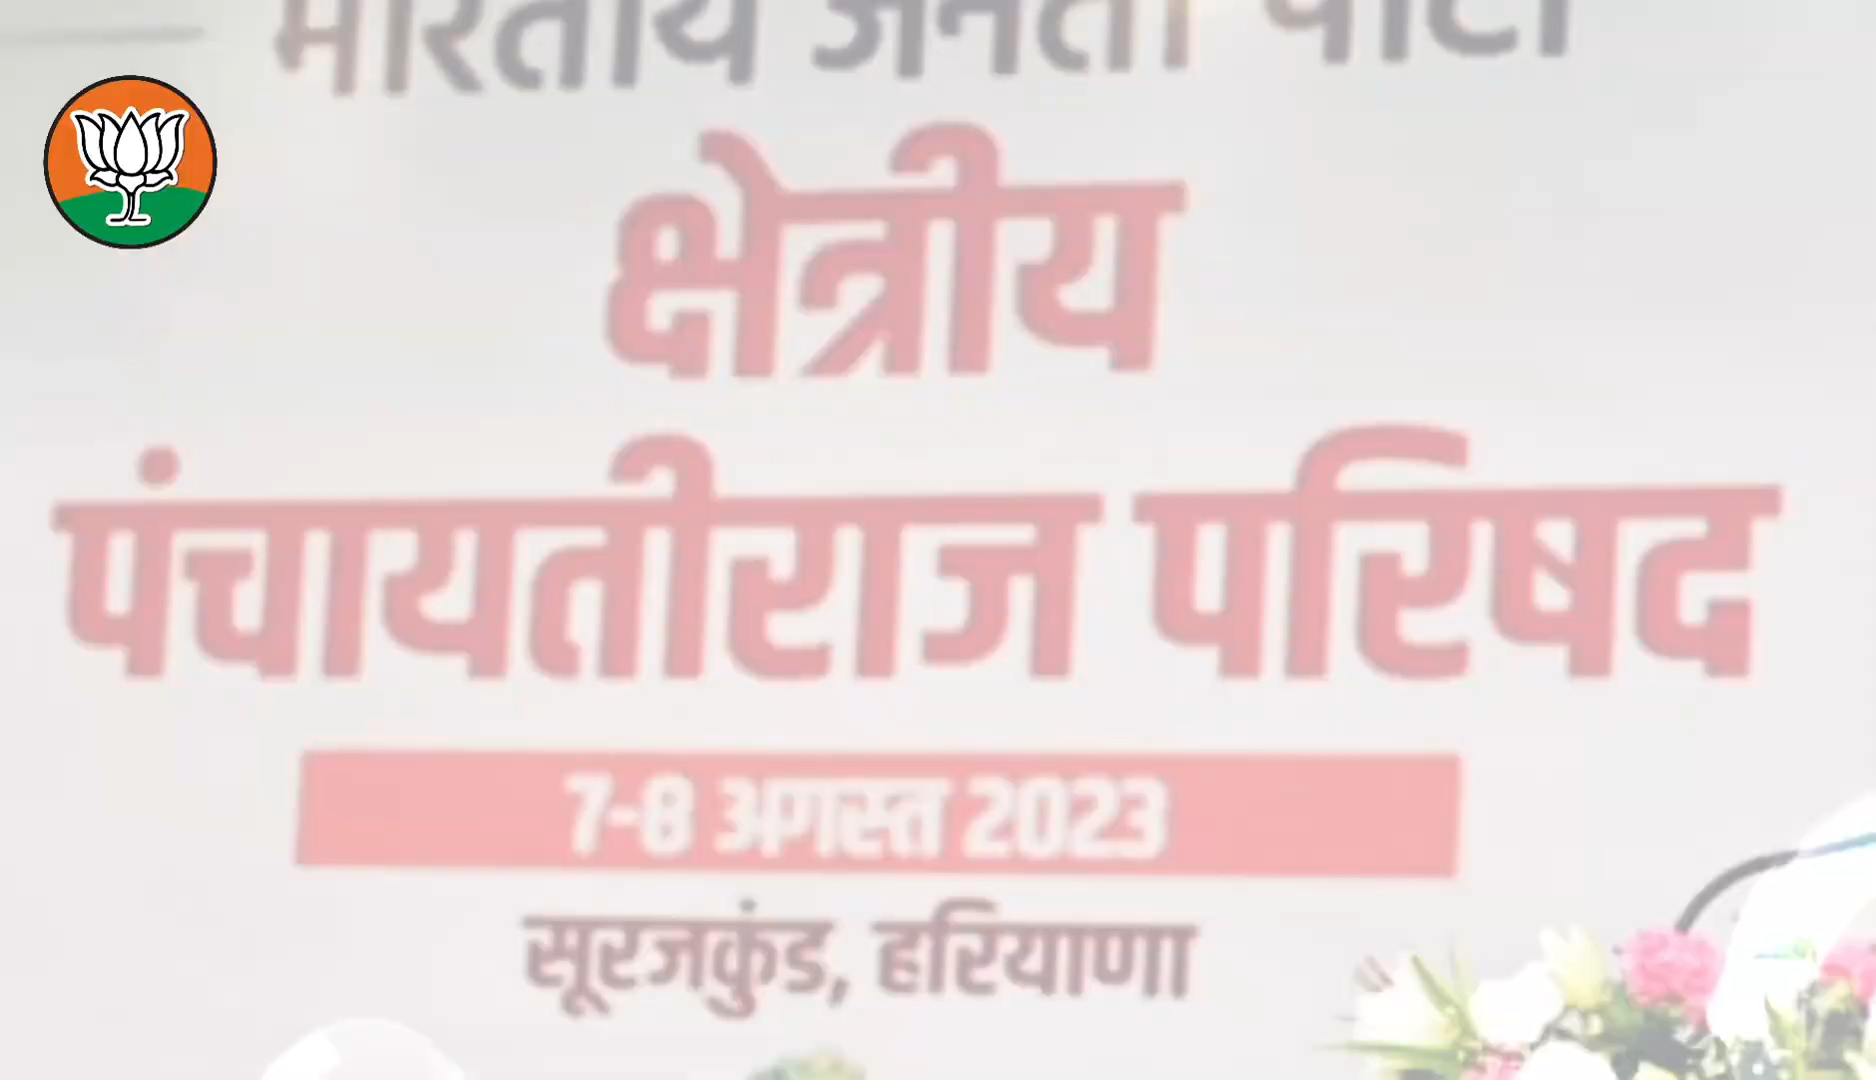 भारतीय जनता पार्टी
क्षेत्रीय
पंचायतीराज परिषद
7-8 अगस्त 2023
सूरजकुंड, हरियाणा